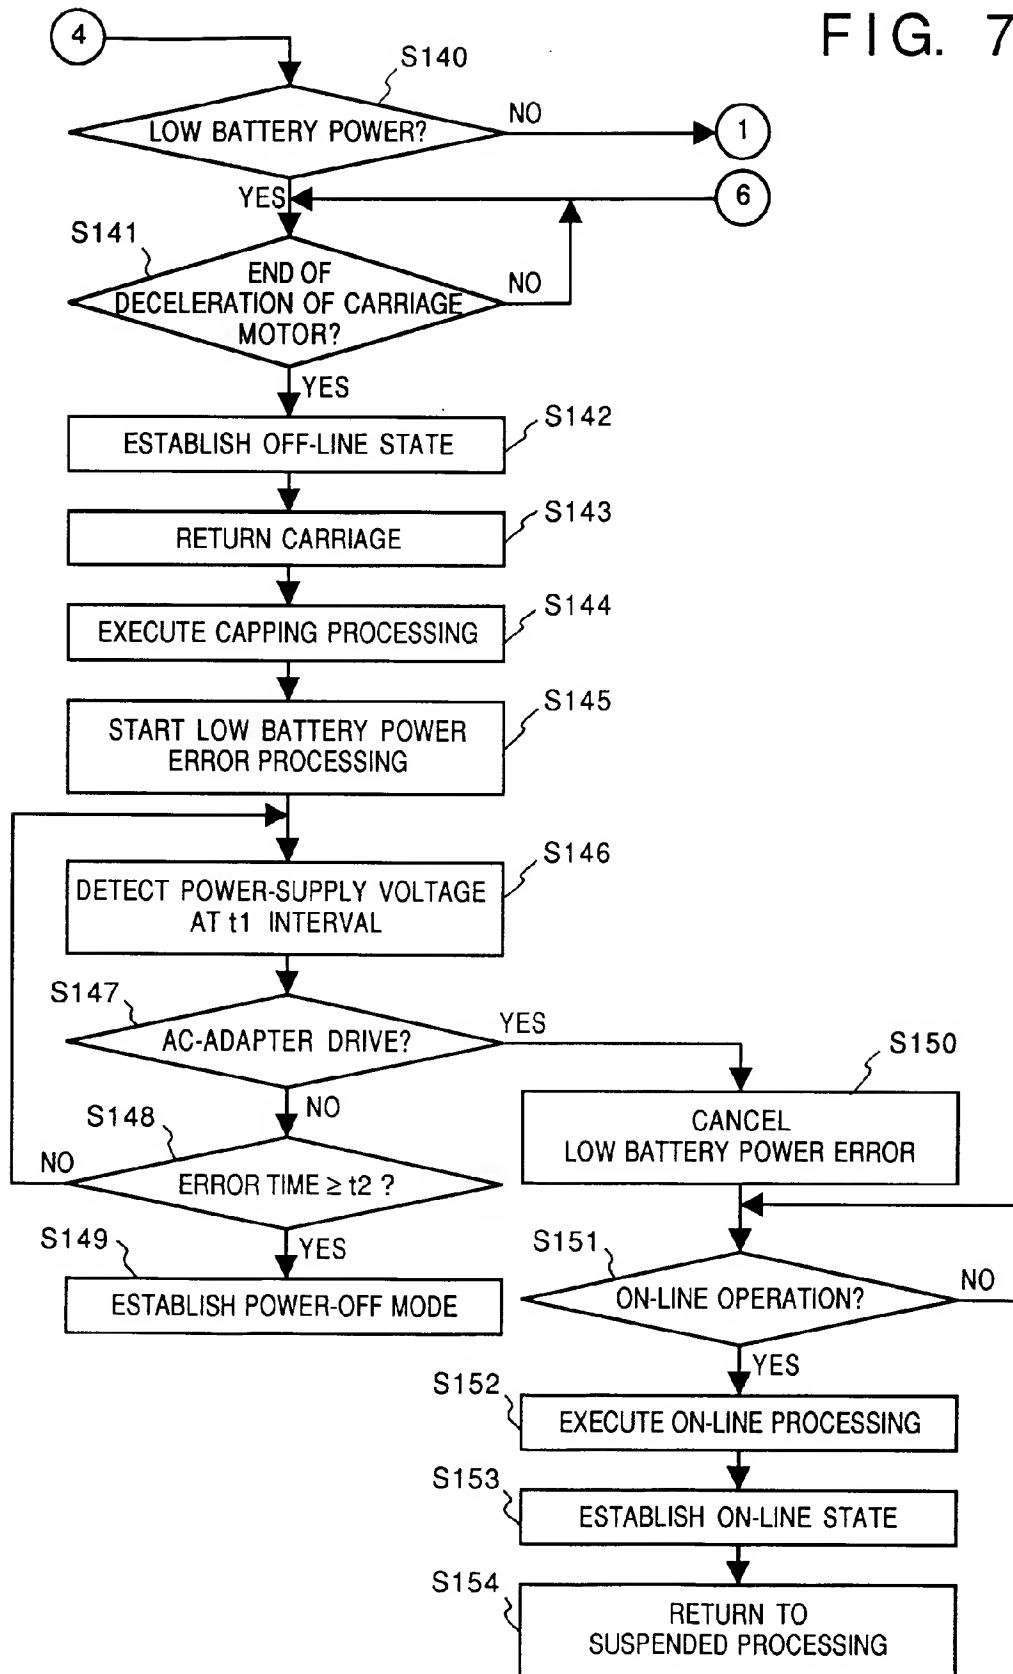 FIG. 7
4
S140
LOW BATTERY POWER?
NO
1
YES
6
S141
END OF
DECELERATION OF CARRIAGE
MOTOR?
NO
YES
S142
ESTABLISH OFF-LINE STATE
S143
RETURN CARRIAGE
S144
EXECUTE CAPPING PROCESSING
S145
START LOW BATTERY POWER
ERROR PROCESSING
S146
DETECT POWER-SUPPLY VOLTAGE
AT t1 INTERVAL
S147
AC-ADAPTER DRIVE?
YES
NO
S148
ERROR TIME ≥ t2 ?
NO
YES
S149
ESTABLISH POWER-OFF MODE
S150
CANCEL
LOW BATTERY POWER ERROR
S151
ON-LINE OPERATION?
NO
YES
S152
EXECUTE ON-LINE PROCESSING
S153
ESTABLISH ON-LINE STATE
S154
RETURN TO
SUSPENDED PROCESSING